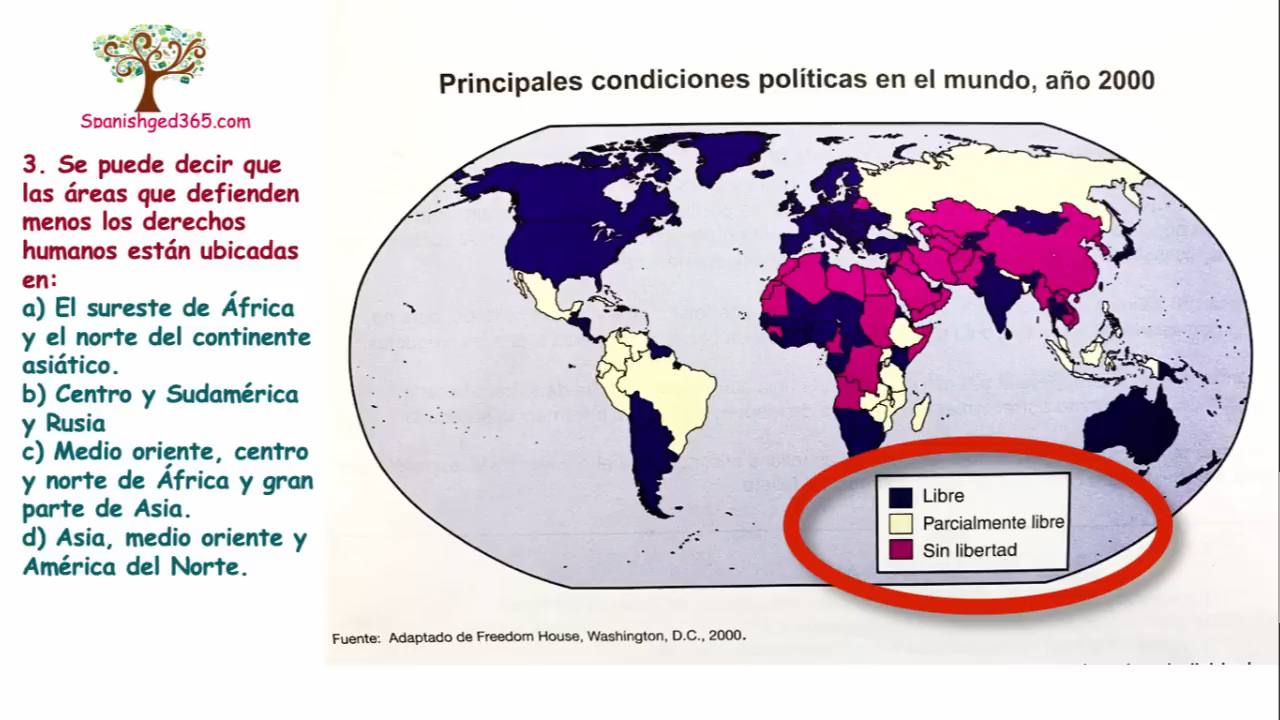 Spanishged365.com
3. Se puede decir que
las áreas que defienden
menos los derechos
humanos están ubicadas
en:
a) El sureste de África
y el norte del continente
asiático.
b) Centro y Sudamérica
y Rusia
c) Medio oriente, centro
y norte de África y gran
parte de Asia.
d) Asia, medio oriente y
América del Norte.
Principales condiciones políticas en el mundo, año 2000
Libre
Parcialmente libre
Sin libertad
Fuente: Adaptado de Freedom House, Washington, D.C., 2000.